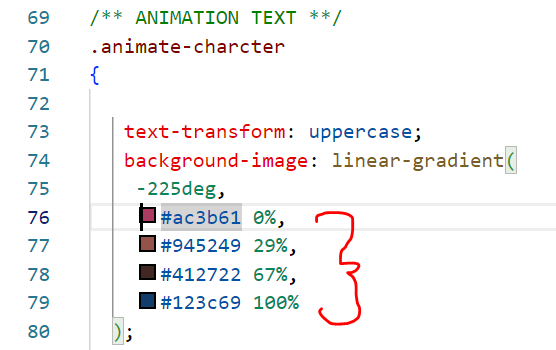 69 /** ANIMATION TEXT **/
70 .animate-charcter
71 {
72
73 text-transform: uppercase;
74 background-image: linear-gradient(
75 -225deg,
76 #ac3b61 0%,
77 #945249 29%,
78 #412722 67%,
79 #123c69 100%
80 );